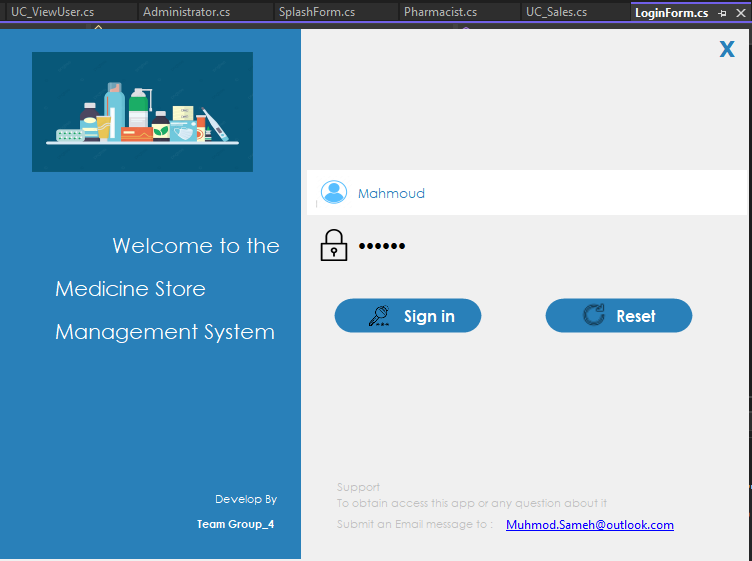 UC_ViewUser.cs Administrator.cs SplashForm.cs Pharmacist.cs UC_Sales.cs LoginForm.cs
X
Mahmoud
Welcome to the
Medicine Store
Management System
Sign in Reset
Support
To obtain access this app or any question about it
Submit an Email message to : Muhmod.Sameh@outlook.com
Develop By
Team Group_4